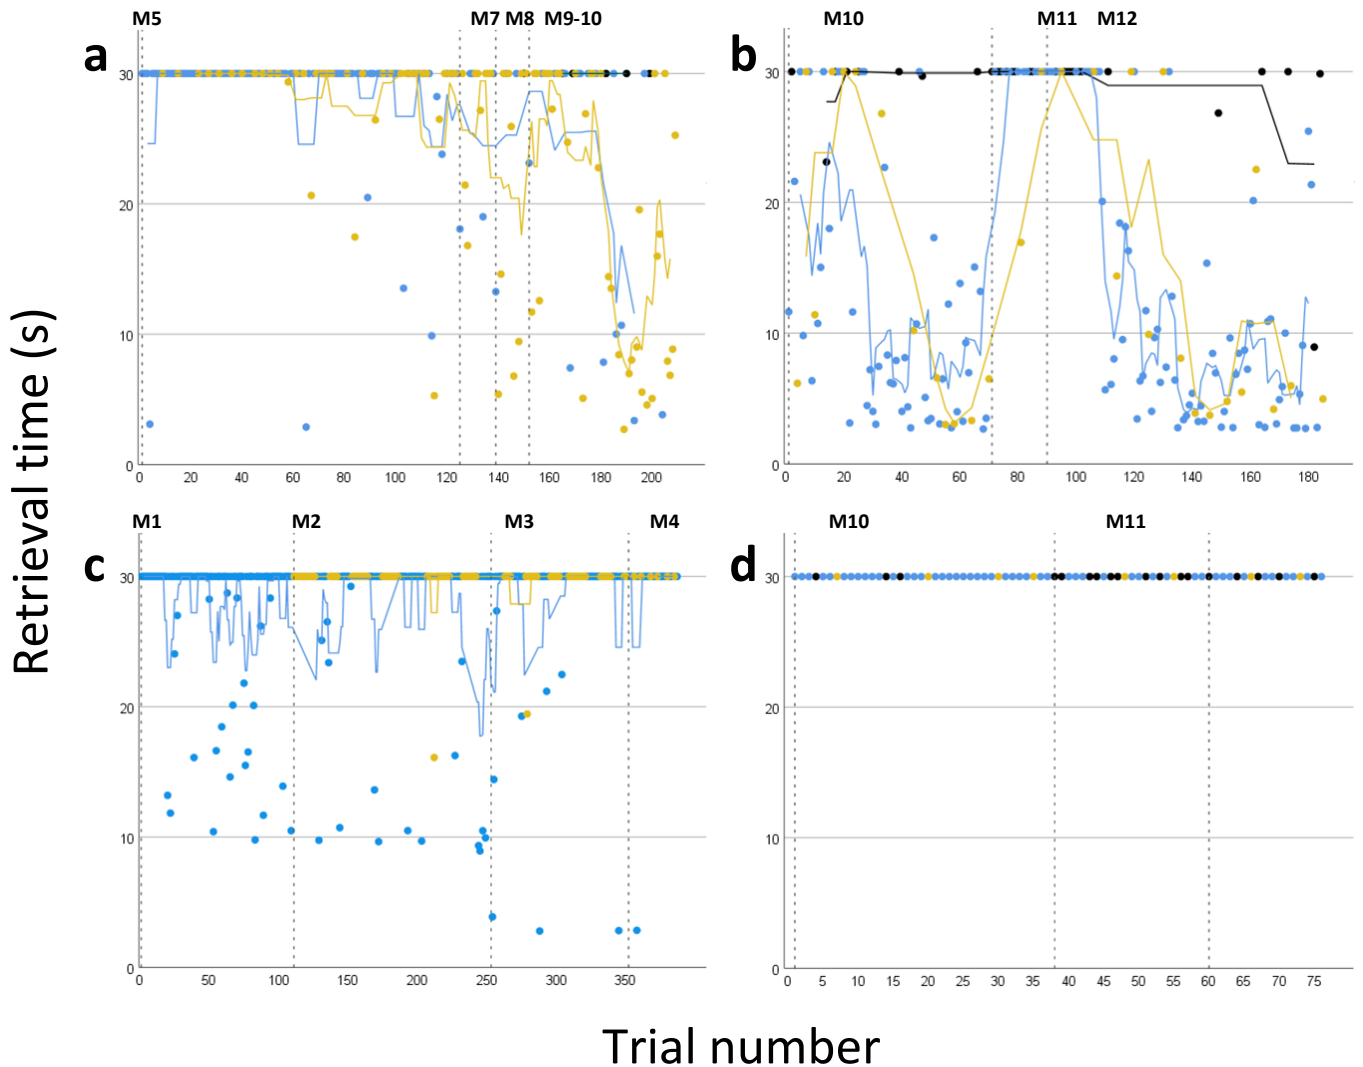 M5 M7 M8 M9-10
a
30
20
10
0
0 20 40 60 80 100 120 140 160 180 200
M10 M11 M12
b
30
20
10
0
0 20 40 60 80 100 120 140 160 180
M1 M2 M3 M4
c
30
20
10
0
0 50 100 150 200 250 300 350
M10 M11
d
30
20
10
0
0 5 10 15 20 25 30 35 40 45 50 55 60 65 70 75
Retrieval time (s)
Trial number